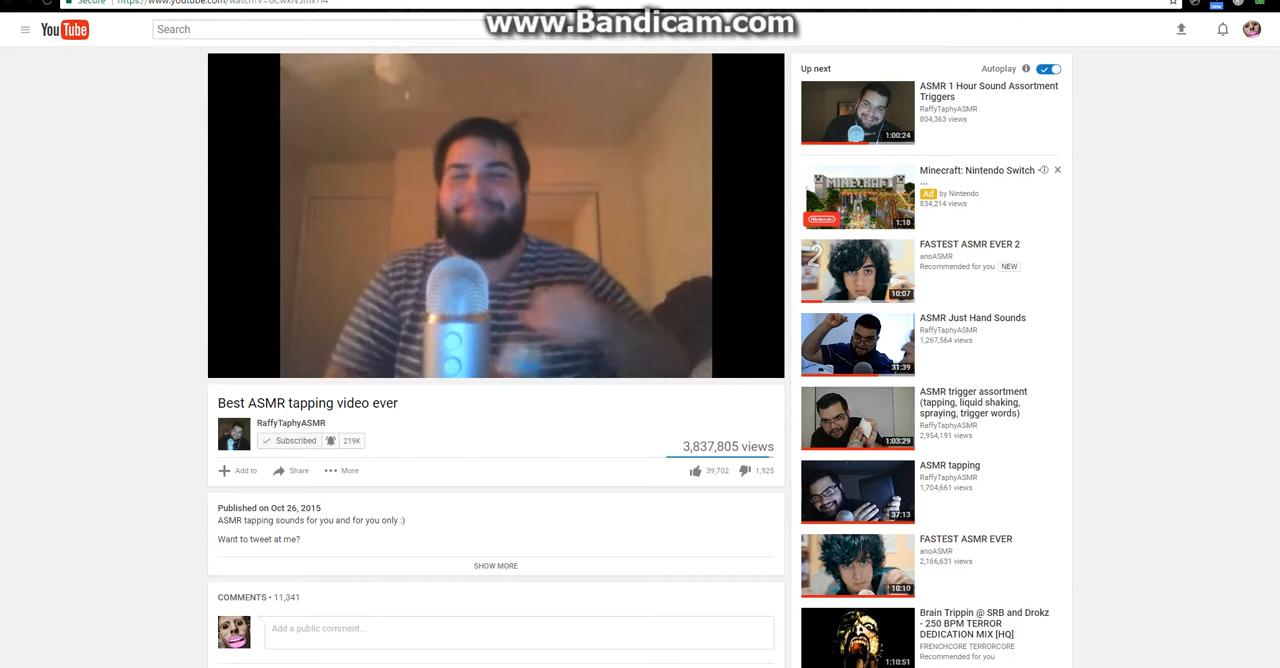 Secure
www.Bandicam.com
YouTube
Search
Up next
Autoplay
Best ASMR tapping video ever
RaffyTaphyASMR
Subscribed 219K
3,837,805 views
Add to Share More
39,702 1,925
Published on Oct 26, 2015
ASMR tapping sounds for you and for you only :)
Want to tweet at me?
SHOW MORE
COMMENTS • 11,341
Add a public comment...
1:00:24
ASMR 1 Hour Sound Assortment
Triggers
RaffyTaphyASMR
804,363 views
MINECRAFT
Nintendo
1:18
Minecraft: Nintendo Switch
...
Ad by Nintendo
834,214 views
2
10:07
FASTEST ASMR EVER 2
anoASMR
Recommended for you NEW
31:39
ASMR Just Hand Sounds
RaffyTaphyASMR
1,267,564 views
1:03:29
ASMR trigger assortment
(tapping, liquid shaking,
spraying, trigger words)
RaffyTaphyASMR
2,954,191 views
37:13
ASMR tapping
RaffyTaphyASMR
1,704,661 views
10:10
FASTEST ASMR EVER
anoASMR
2,166,631 views
1:10:51
Brain Trippin @ SRB and Drokz
- 250 BPM TERROR
DEDICATION MIX [HQ]
FRENCHCORE TERRORCORE
Recommended for you